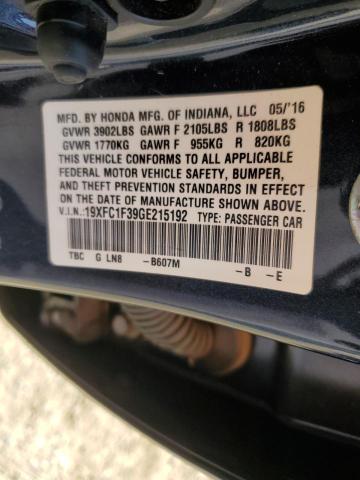 MFD. BY HONDA MFG. OF INDIANA, LLC 05/'16
GVWR 3902LBS GAWR F 2105LBS R 1808LBS
GVWR 1770KG GAWR F 955KG R 820KG
THIS VEHICLE CONFORMS TO ALL APPLICABLE
FEDERAL MOTOR VEHICLE SAFETY, BUMPER,
AND THEFT PREVENTION STANDARDS IN EFFECT
ON THE DATE OF MANUFACTURE SHOWN ABOVE.
V.I.N.:19XFC1F39GE215192 TYPE: PASSENGER CAR
TBC G LN8 -B607M -B -E